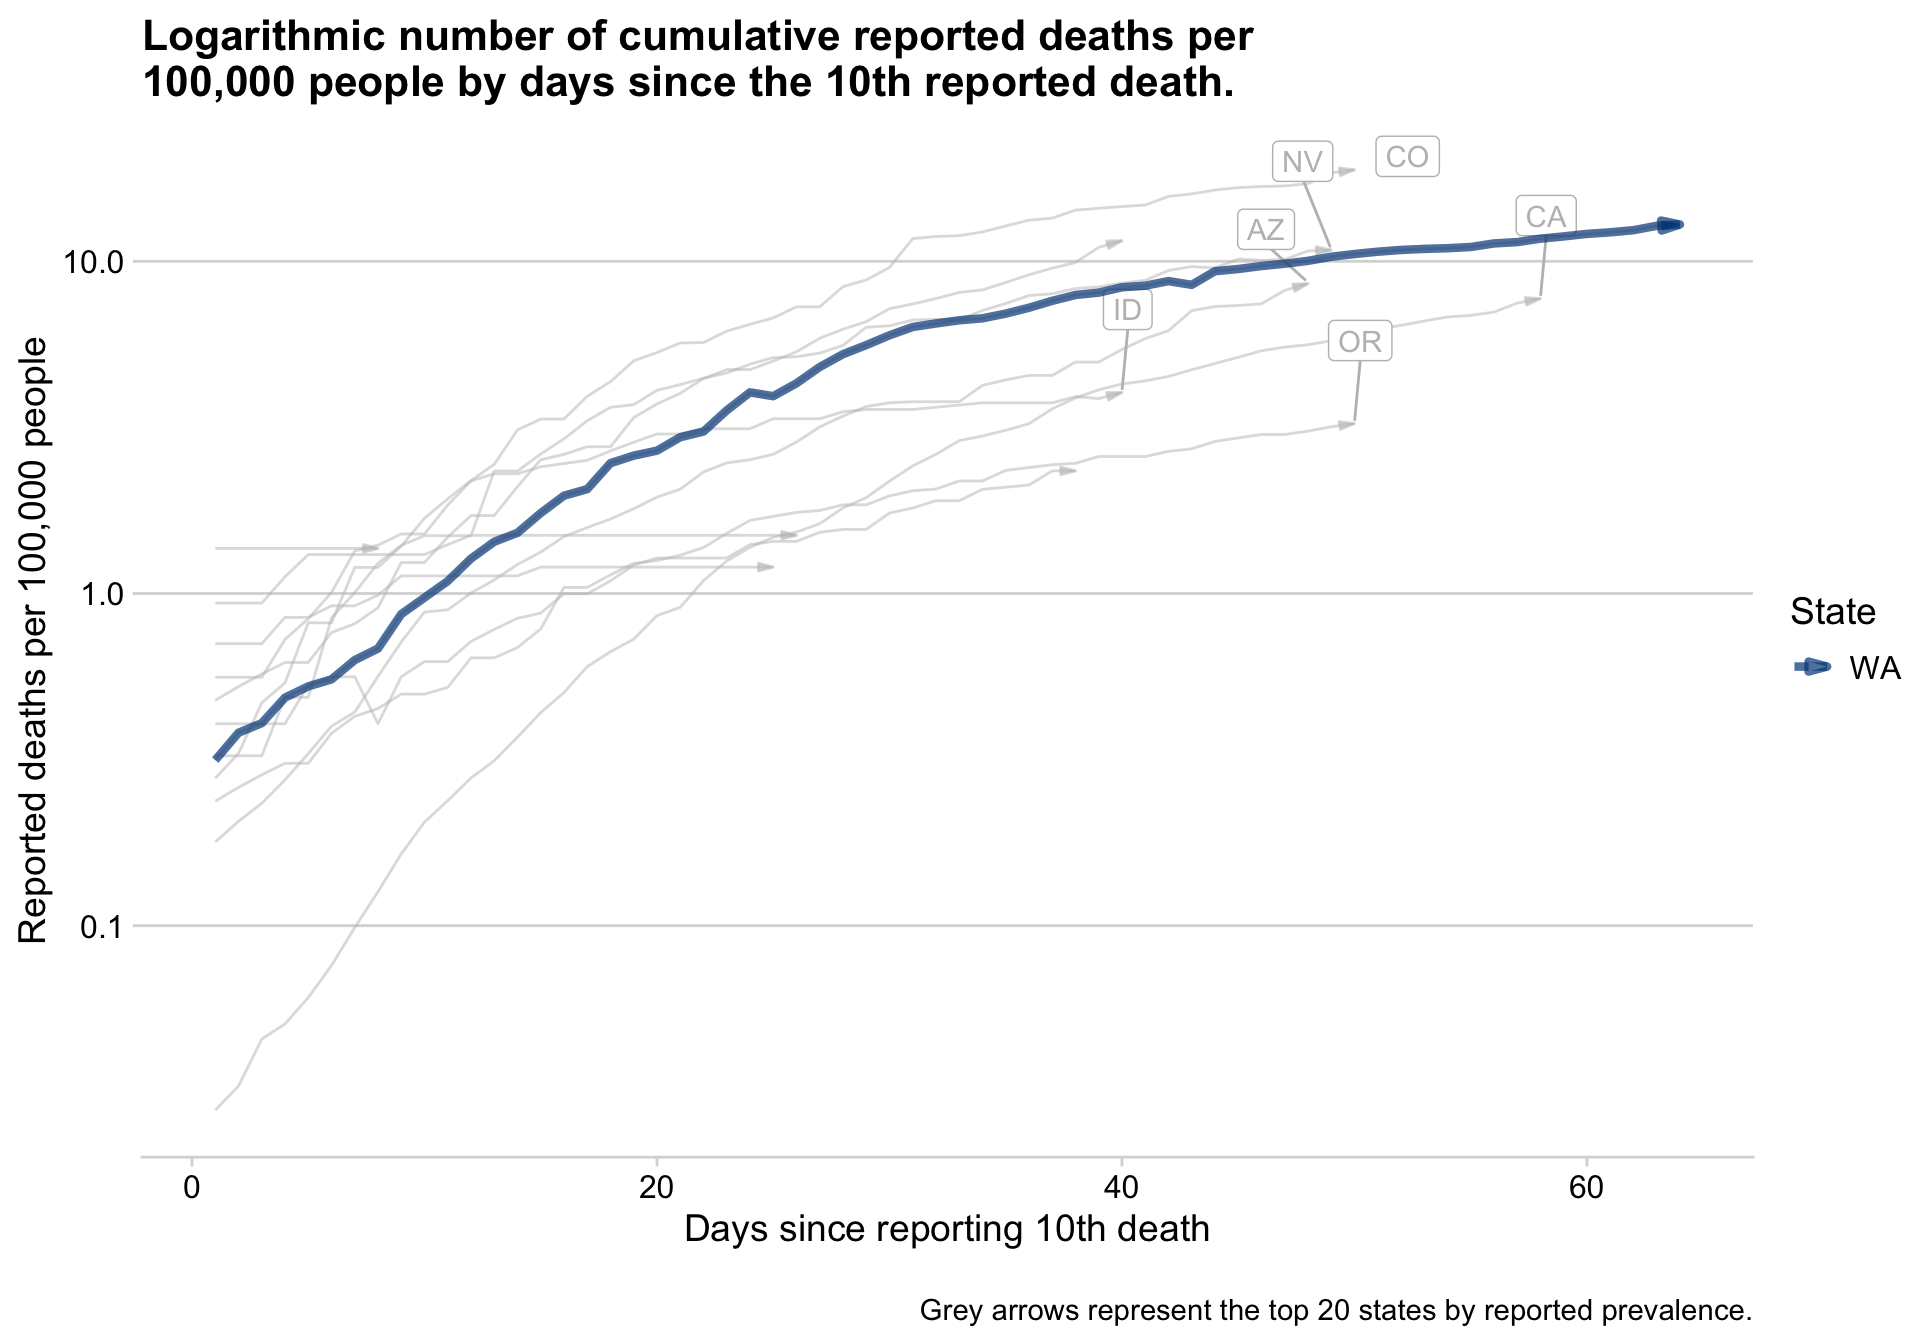 Logarithmic number of cumulative reported deaths per
100,000 people by days since the 10th reported death.
NV
CO
AZ
CA
ID
OR
10.0
1.0
0.1
Reported deaths per 100,000 people
0
20
40
60
Days since reporting 10th death
State
WA
Grey arrows represent the top 20 states by reported prevalence.